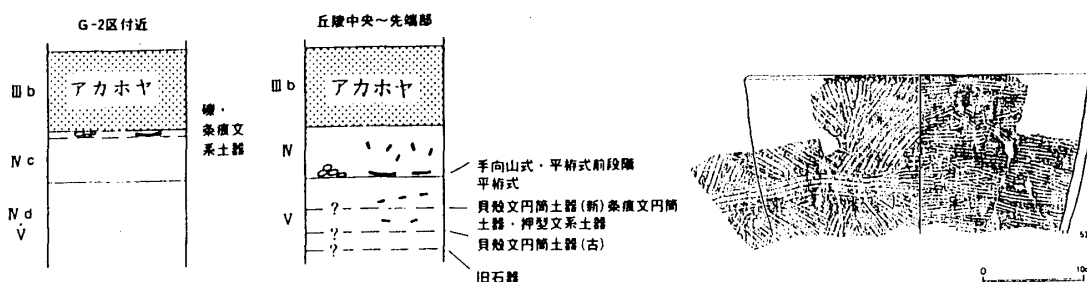 G-2区付近
Ⅲb
アカホヤ
礫・
条痕文
系土器
Ⅳc
Ⅳd
Ⅴ
丘陵中央～先端部
Ⅲb
アカホヤ
Ⅳ
手向山式・平栫式前段階
平栫式
Ⅴ
?
貝殻文円筒土器(新)条痕文円筒
土器・押型文系土器
?
貝殻文円筒土器(古)
?
旧石器
0